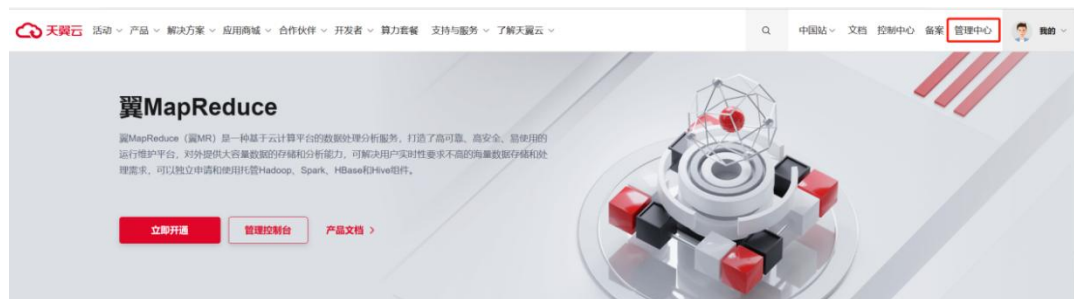 天翼云 活动 产品 解决方案 应用商城 合作伙伴 开发者 算力套餐 支持与服务 了解天翼云 中国站 文档 控制中心 备案 管理中心 我的
翼MapReduce
翼MapReduce（翼MR）是一种基于云计算平台的数据处理分析服务，打造了高可靠、高安全、易使用的
运行维护平台，对外提供大容量数据的存储和分析能力，可解决用户实时性要求不高的海量数据存储和处
理需求，可以独立申请和使用托管Hadoop、Spark、HBase和Hive组件。
立即开通 管理控制台 产品文档